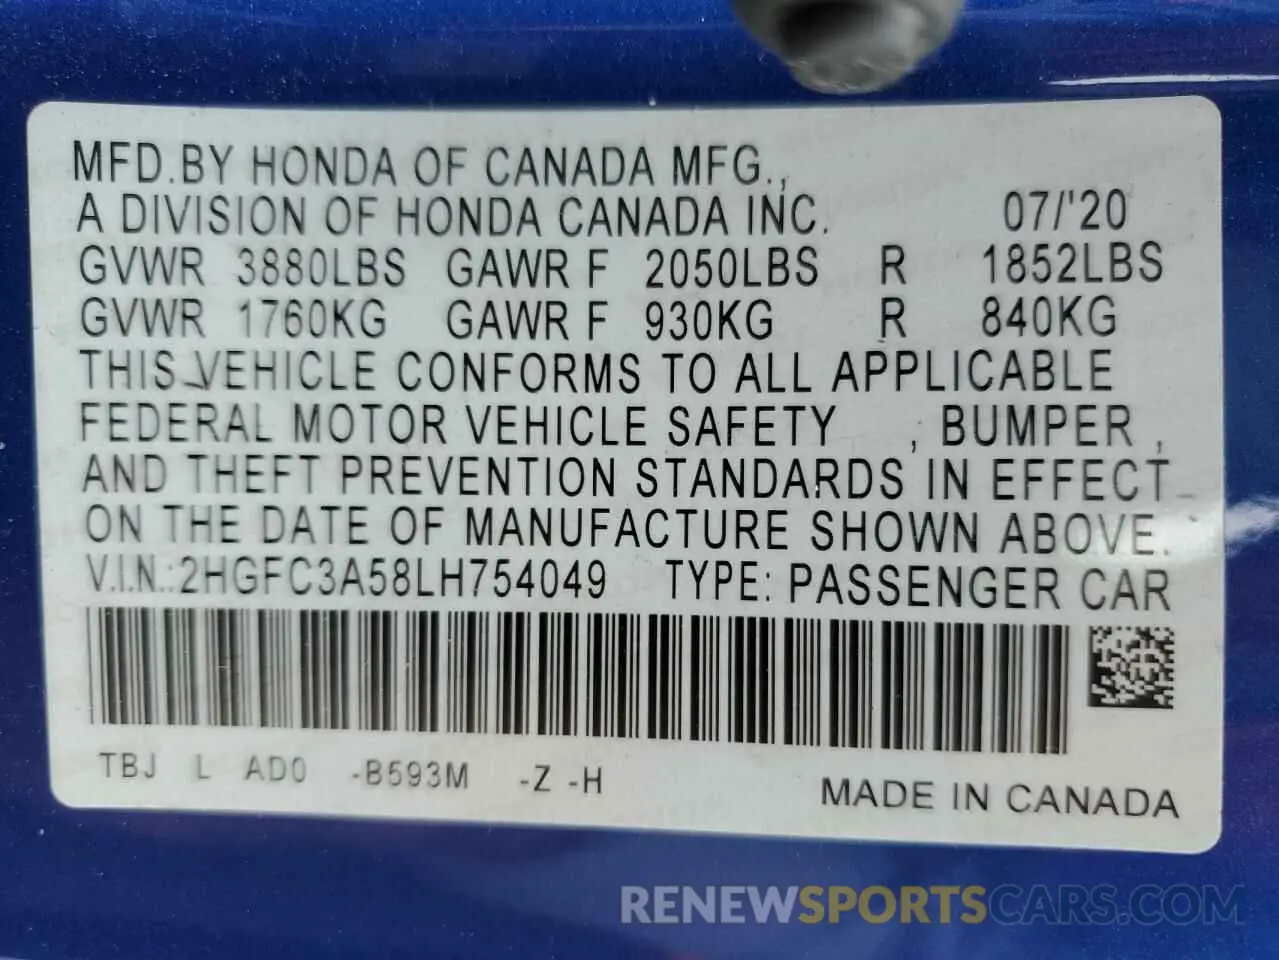 MFD.BY HONDA OF CANADA MFG.,
A DIVISION OF HONDA CANADA INC. 07/'20
GVWR 3880LBS GAWR F 2050LBS R 1852LBS
GVWR 1760KG GAWR F 930KG R 840KG
THIS VEHICLE CONFORMS TO ALL APPLICABLE
FEDERAL MOTOR VEHICLE SAFETY , BUMPER ,
AND THEFT PREVENTION STANDARDS IN EFFECT
ON THE DATE OF MANUFACTURE SHOWN ABOVE.
V.I.N.:2HGFC3A58LH754049 TYPE: PASSENGER CAR
TBJ L AD0 -B593M -Z -H
MADE IN CANADA
RENEWSPORTSCARS.COM